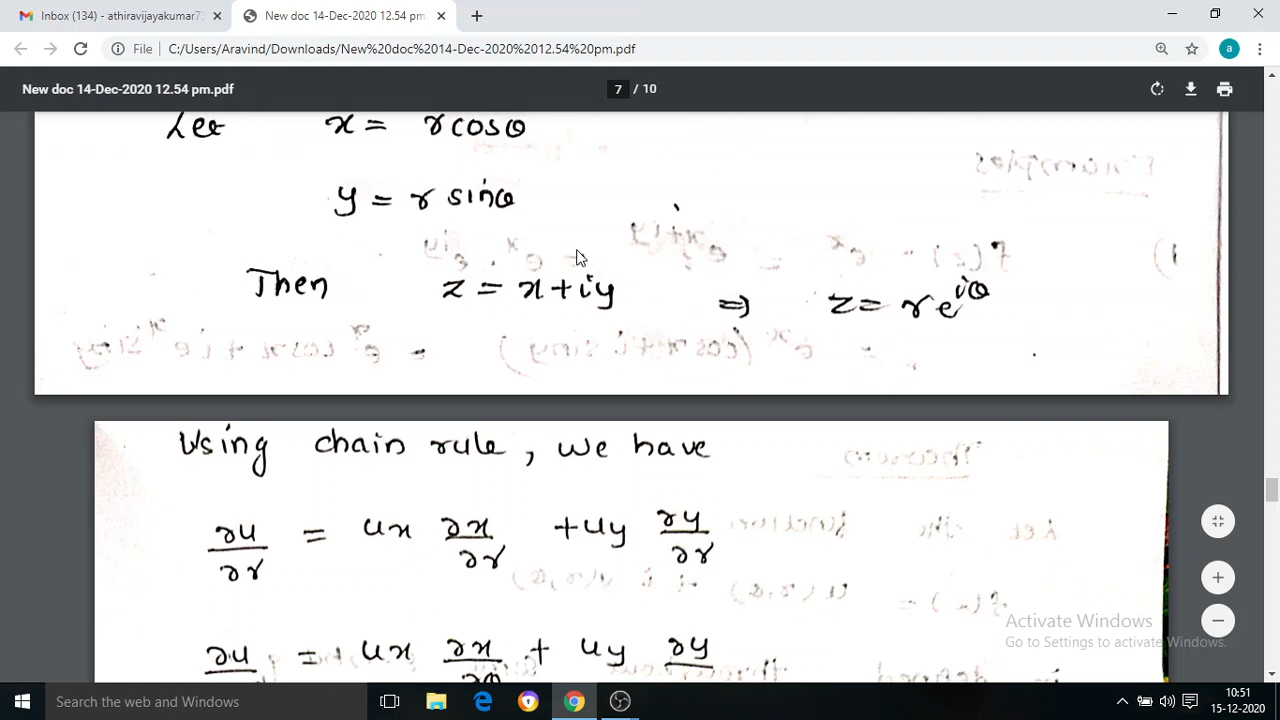 Inbox (134) - athiravijayakumar73
New doc 14-Dec-2020 12.54 pm.p
File | C:/Users/Aravind/Downloads/New%20doc%2014-Dec-2020%2012.54%20pm.pdf
a
New doc 14-Dec-2020 12.54 pm.pdf
7 / 10
Let x = r cosθ
y = r sinθ
Then z = x+iy ⇒ z = re^{iθ}
Using chain rule, we have
∂u/∂r = ux ∂x/∂r + uy ∂y/∂r
∂u = ux ∂x/∂θ + uy ∂y
Activate Windows
Go to Settings to activate Windows.
Search the web and Windows
10:51
15-12-2020